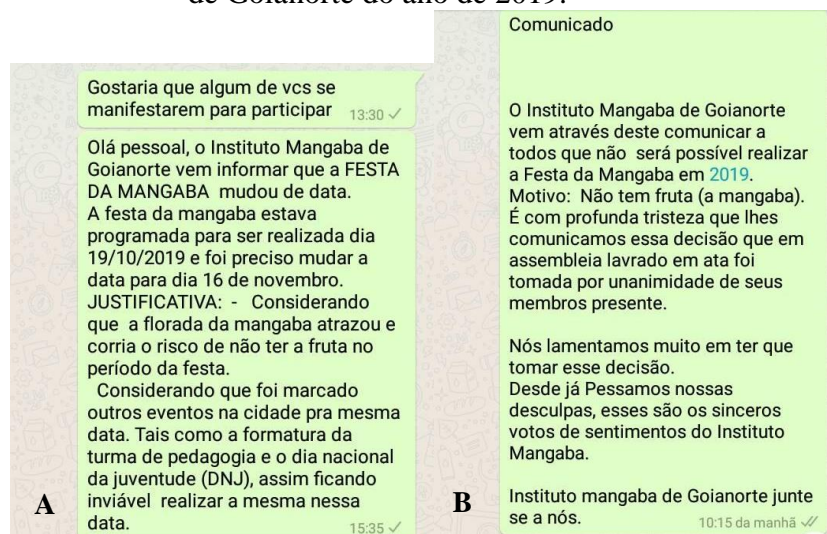 de Goianorte do ano de 2019.
Gostaria que algum de vcs se
manifestarem para participar 13:30
Olá pessoal, o Instituto Mangaba de
Goianorte vem informar que a FESTA
DA MANGABA mudou de data.
A festa da mangaba estava
programada para ser realizada dia
19/10/2019 e foi preciso mudar a
data para dia 16 de novembro.
JUSTIFICATIVA: - Considerando
que a florada da mangaba atrazou e
corria o risco de não ter a fruta no
período da festa.
Considerando que foi marcado
outros eventos na cidade pra mesma
data. Tais como a formatura da
turma de pedagogia e o dia nacional
da juventude (DNJ), assim ficando
inviável realizar a mesma nessa
data. 15:35
A
Comunicado
O Instituto Mangaba de Goianorte
vem através deste comunicar a
todos que não será possível realizar
a Festa da Mangaba em 2019.
Motivo: Não tem fruta (a mangaba).
É com profunda tristeza que lhes
comunicamos essa decisão que em
assembleia lavrado em ata foi
tomada por unanimidade de seus
membros presente.
Nós lamentamos muito em ter que
tomar esse decisão.
Desde já Pessamos nossas
desculpas, esses são os sinceros
votos de sentimentos do Instituto
Mangaba.
Instituto mangaba de Goianorte junte
se a nós. 10:15 da manhã
B